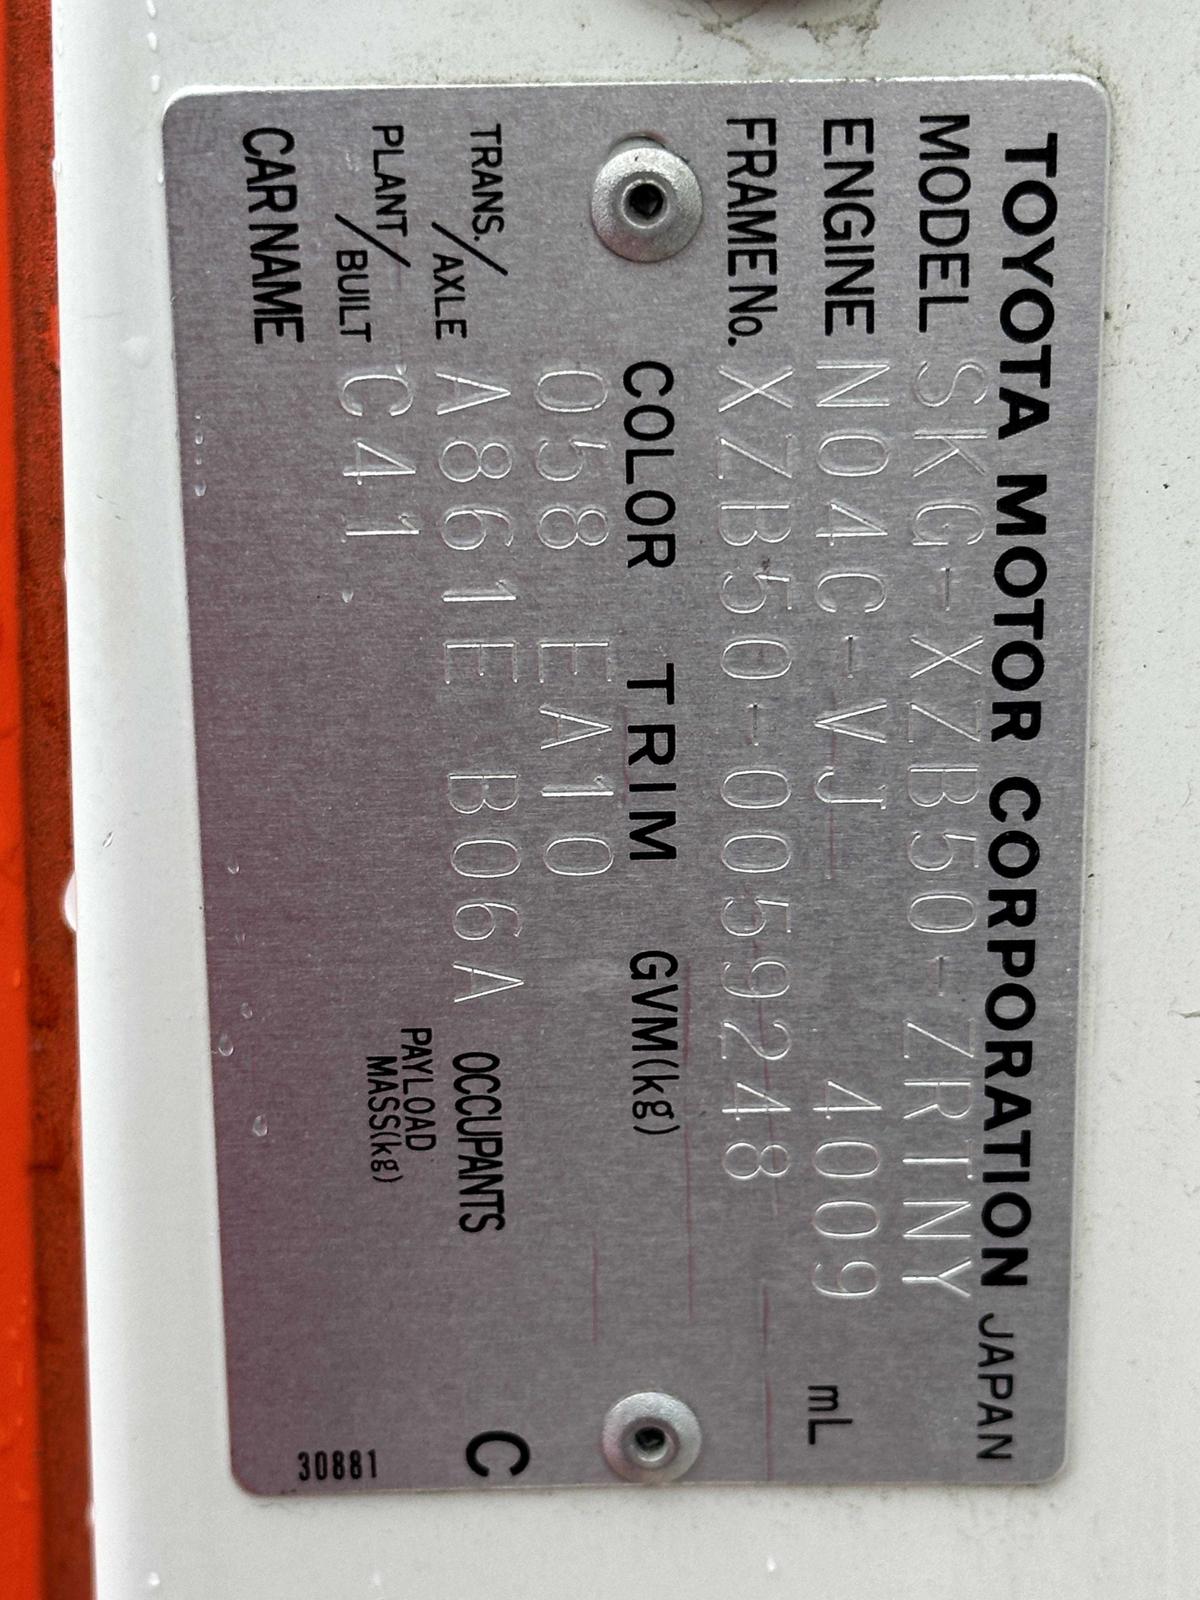 TOYOTA MOTOR CORPORATION JAPAN
MODEL SKG-XZB50-ZRTNY
ENGINE N04C-VJ 4009 mL
FRAME No. XZB50-0059248
COLOR TRIM GVM(kg)
058 EA10
TRANS./AXLE A861E B06A OCCUPANTS C
PLANT/BUILT C41 PAYLOAD MASS(kg)
CAR NAME 30881